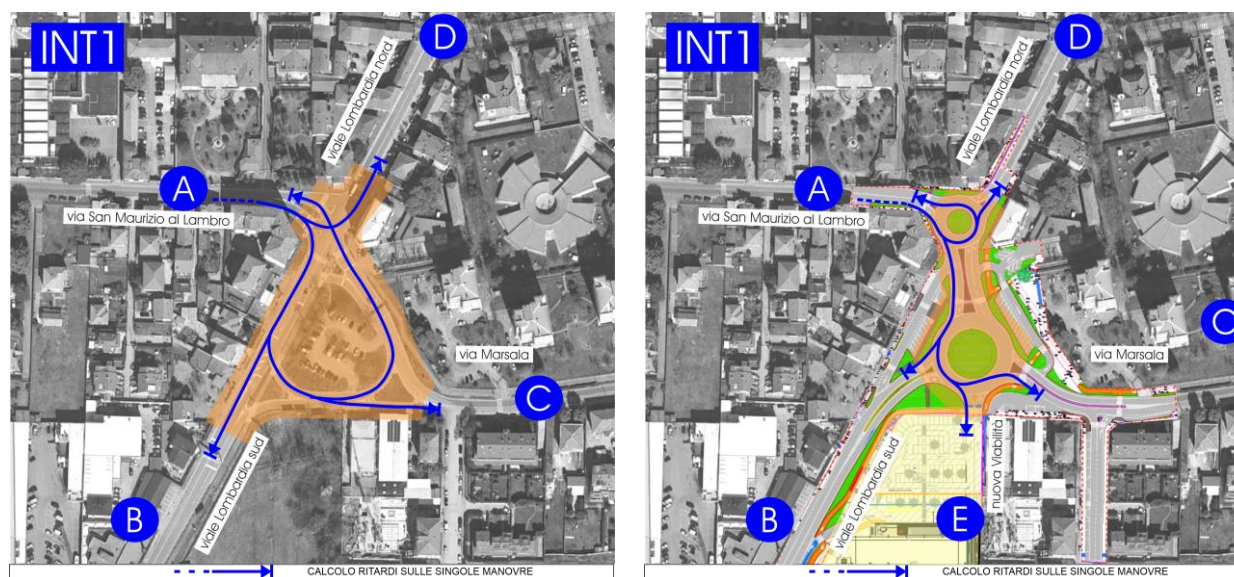 INT1
D
viale Lombardia nord
A
via San Maurizio al Lambro
via Marsala
C
B
viale Lombardia sud
CALCOLO RITARDI SULLE SINGOLE MANOVRE
INT1
D
viale Lombardia nord
A
via San Maurizio al Lambro
C
via Marsala
B
viale Lombardia sud
E
nuova Viabilità
CALCOLO RITARDI SULLE SINGOLE MANOVRE